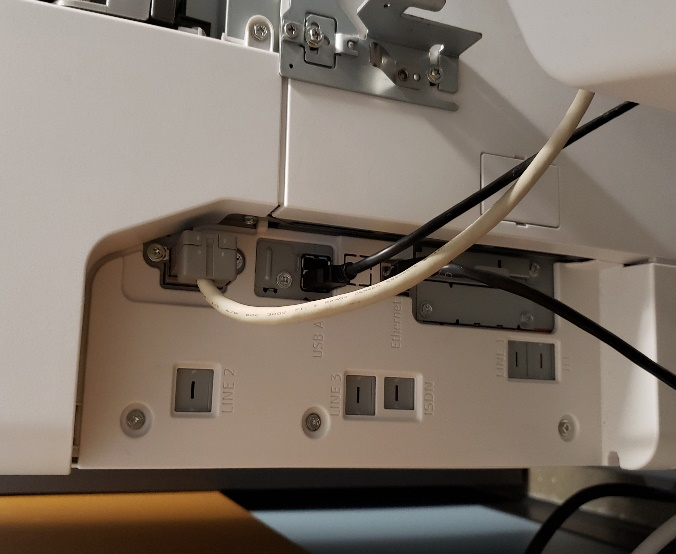 USB A
Ethernet
LINE 1
LINE 2
LINE 3
ISDN